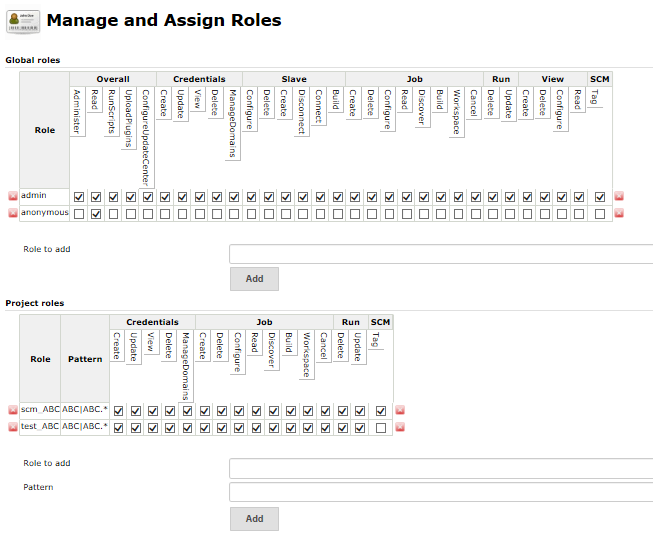 Manage and Assign Roles
Global roles
Role Overall Credentials Slave Job Run View SCM
Administer Read RunScripts UploadPlugins ConfigureUpdateCenter Create Update View Delete ManageDomains Configure Delete Create Disconnect Connect Build Create Delete Configure Read Discover Build Workspace Cancel Delete Update Create Delete Configure Read Tag
admin
anonymous
Role to add
Add
Project roles
Role Pattern Credentials Job Run SCM
Create Update View Delete ManageDomains Create Delete Configure Read Discover Build Workspace Cancel Delete Update Tag
scm_ABC ABC|ABC.*
test_ABC ABC|ABC.*
Role to add
Pattern
Add